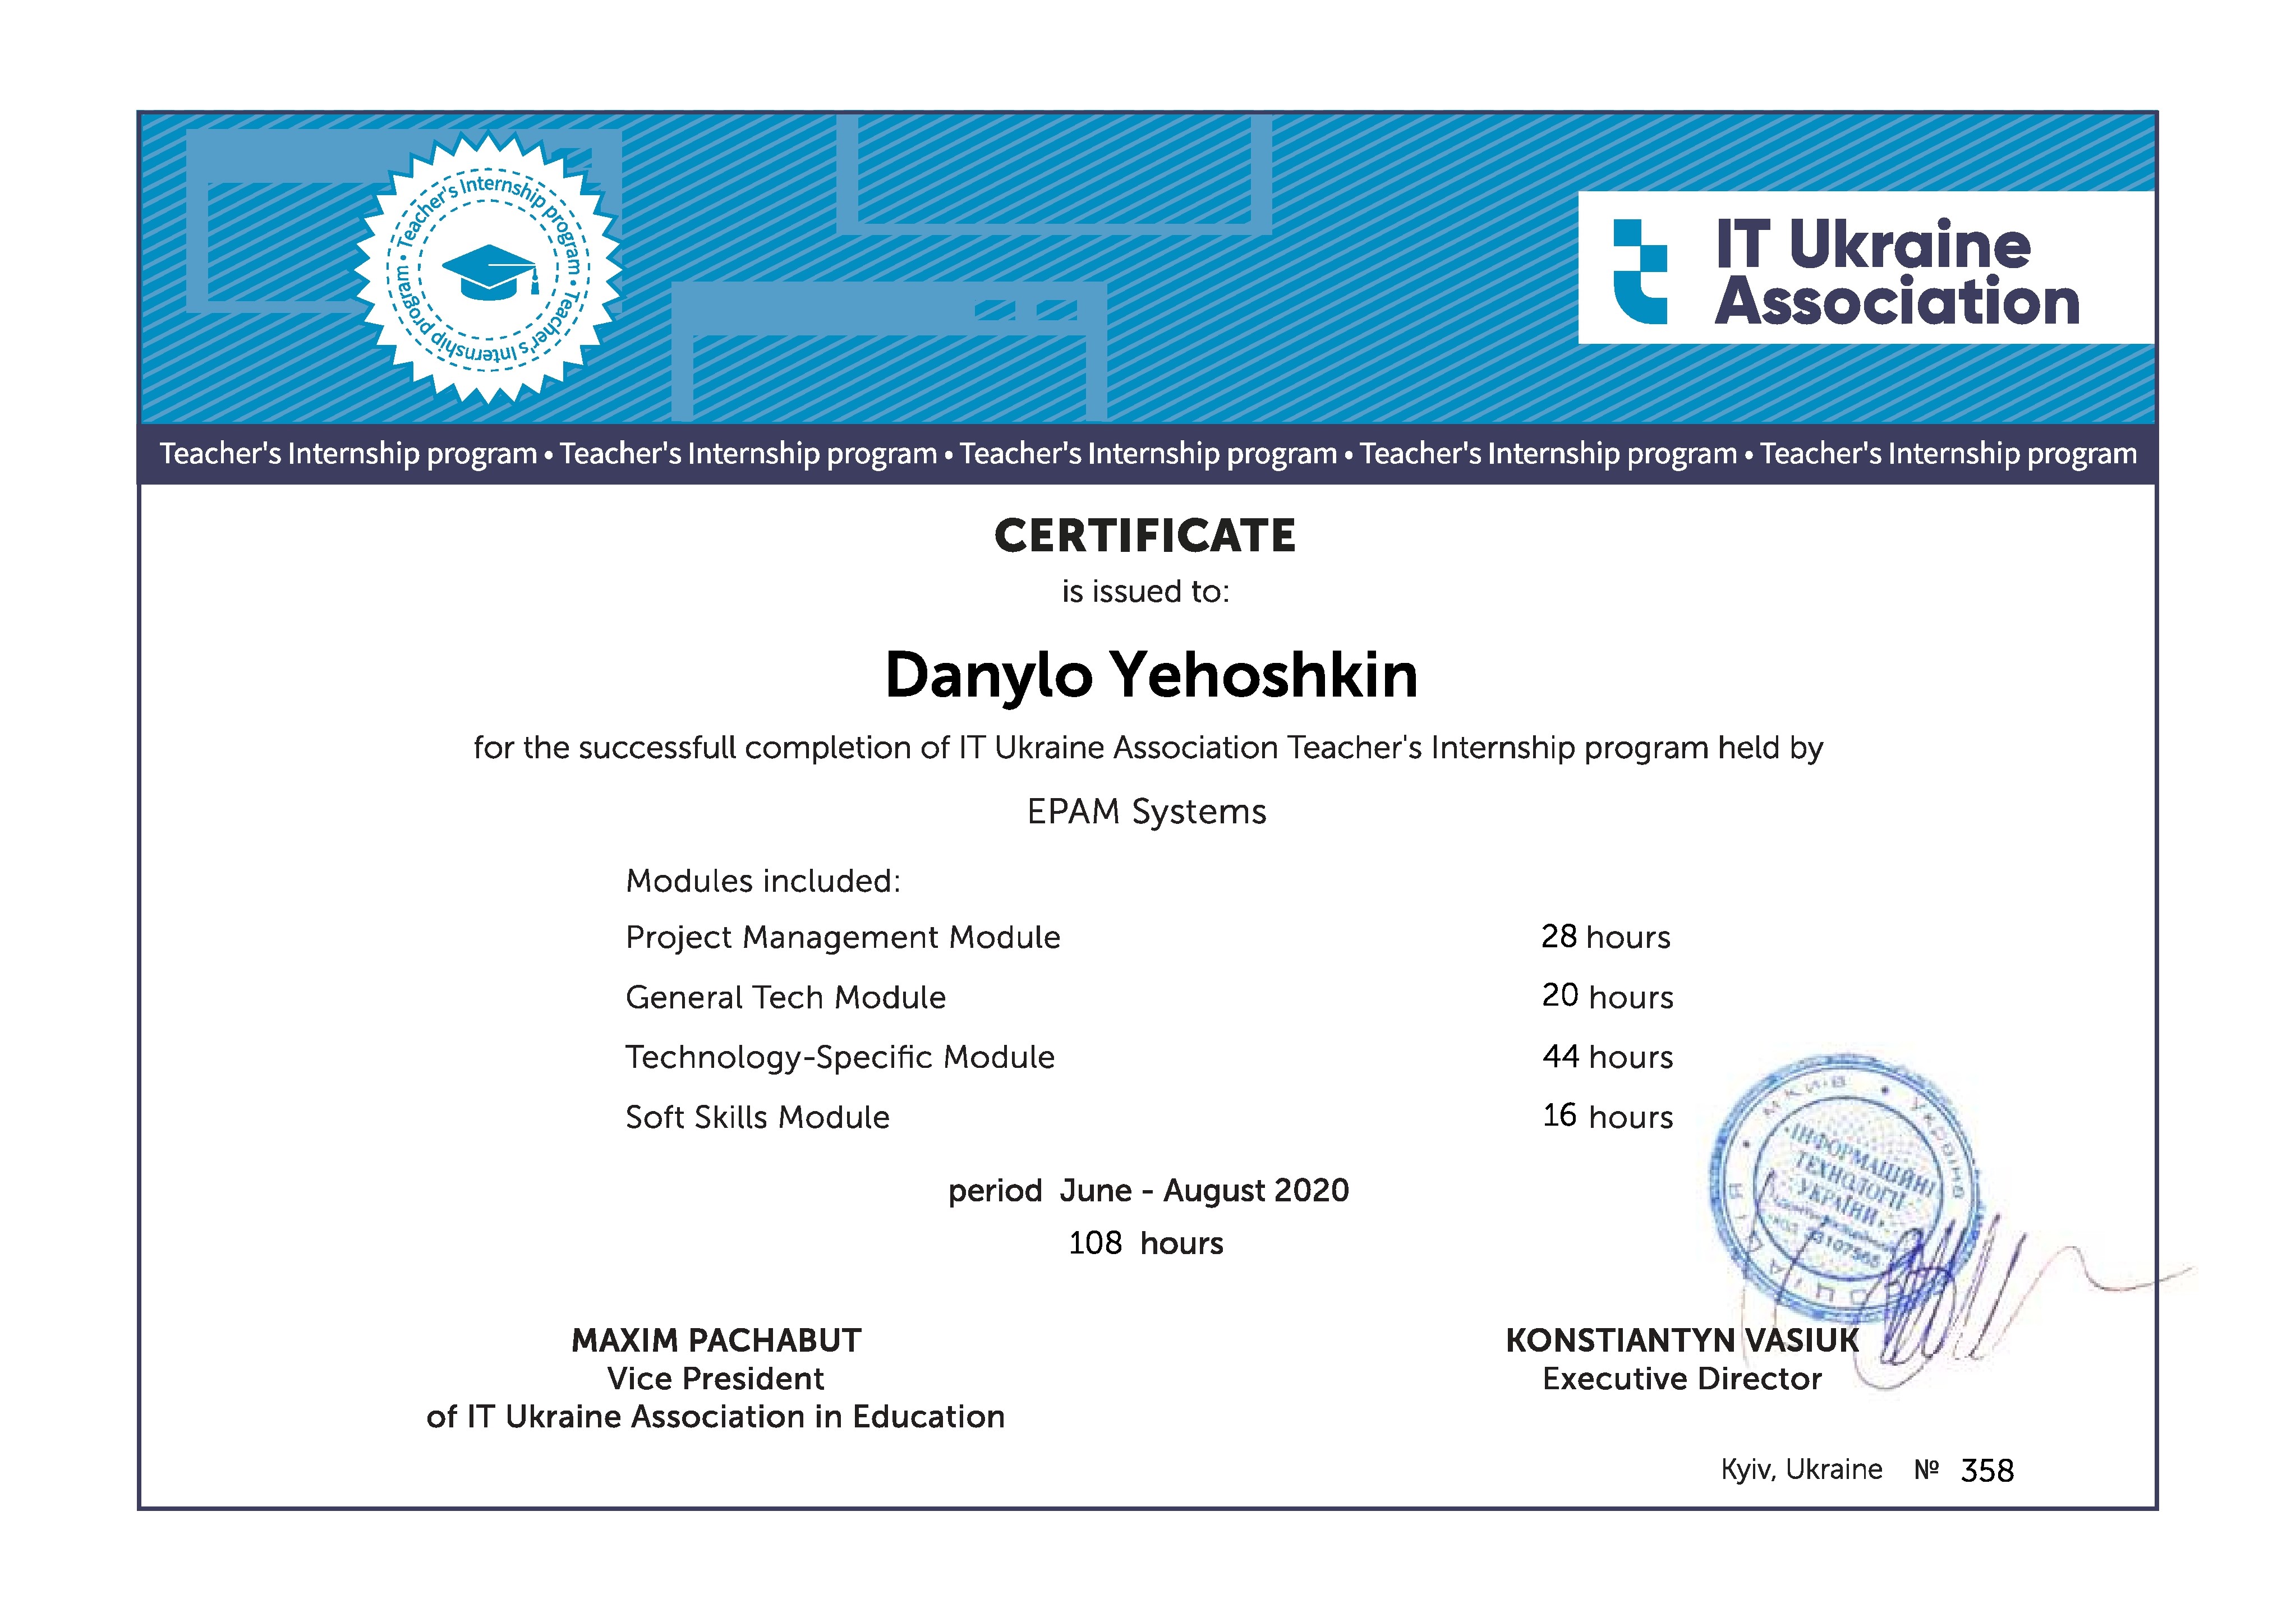 Teacher's Internship program • Teacher's Internship program •
IT Ukraine
Association
Teacher's Internship program • Teacher's Internship program • Teacher's Internship program • Teacher's Internship program • Teacher's Internship program
CERTIFICATE
is issued to:
Danylo Yehoshkin
for the successfull completion of IT Ukraine Association Teacher's Internship program held by
EPAM Systems
Modules included:
Project Management Module 28 hours
General Tech Module 20 hours
Technology-Specific Module 44 hours
Soft Skills Module 16 hours
period June - August 2020
108 hours
м.Київ • Україна •
ІНФОРМАЦІЙНІ
ТЕХНОЛОГІЇ
УКРАЇНИ
MAXIM PACHABUT
Vice President
of IT Ukraine Association in Education
KONSTIANTYN VASIUK
Executive Director
Kyiv, Ukraine № 358